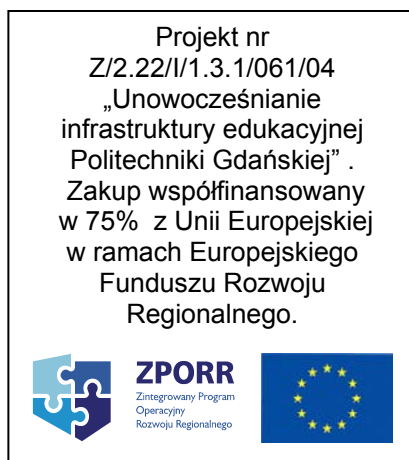 Projekt nr
Z/2.22/I/1.3.1/061/04
„Unowocześnianie
infrastruktury edukacyjnej
Politechniki Gdańskiej” .
Zakup współfinansowany
w 75%  z Unii Europejskiej
w ramach Europejskiego
Funduszu Rozwoju
Regionalnego.
ZPORR
Zintegrowany Program
Operacyjny
Rozwoju Regionalnego